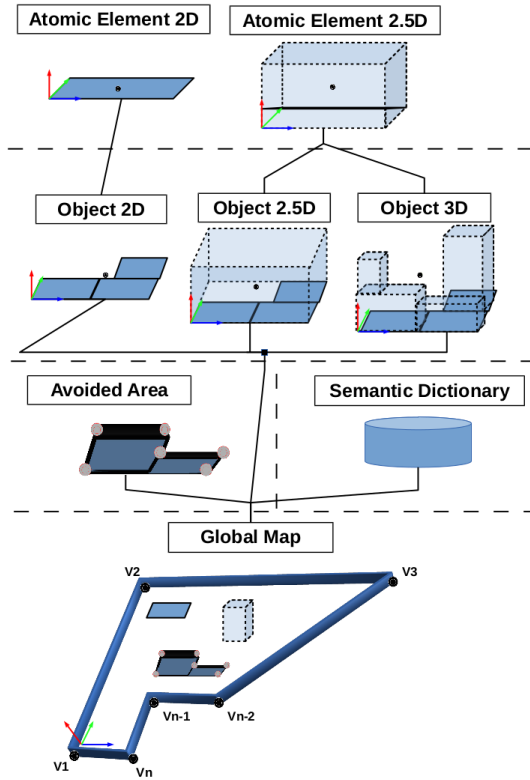 Atomic Element 2D
Atomic Element 2.5D
Object 2D
Object 2.5D
Object 3D
Avoided Area
Semantic Dictionary
Global Map
V2
V3
Vn-1
Vn-2
V1
Vn